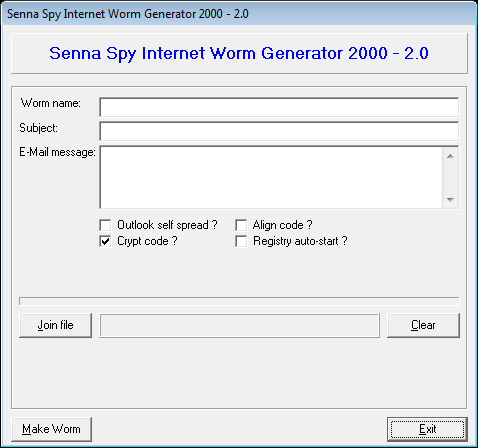 Senna Spy Internet Worm Generator 2000 - 2.0
Senna Spy Internet Worm Generator 2000 - 2.0
Worm name:
Subject:
E-Mail message:
Outlook self spread ? Align code ?
Crypt code ? Registry auto-start ?
Join file Clear
Make Worm Exit